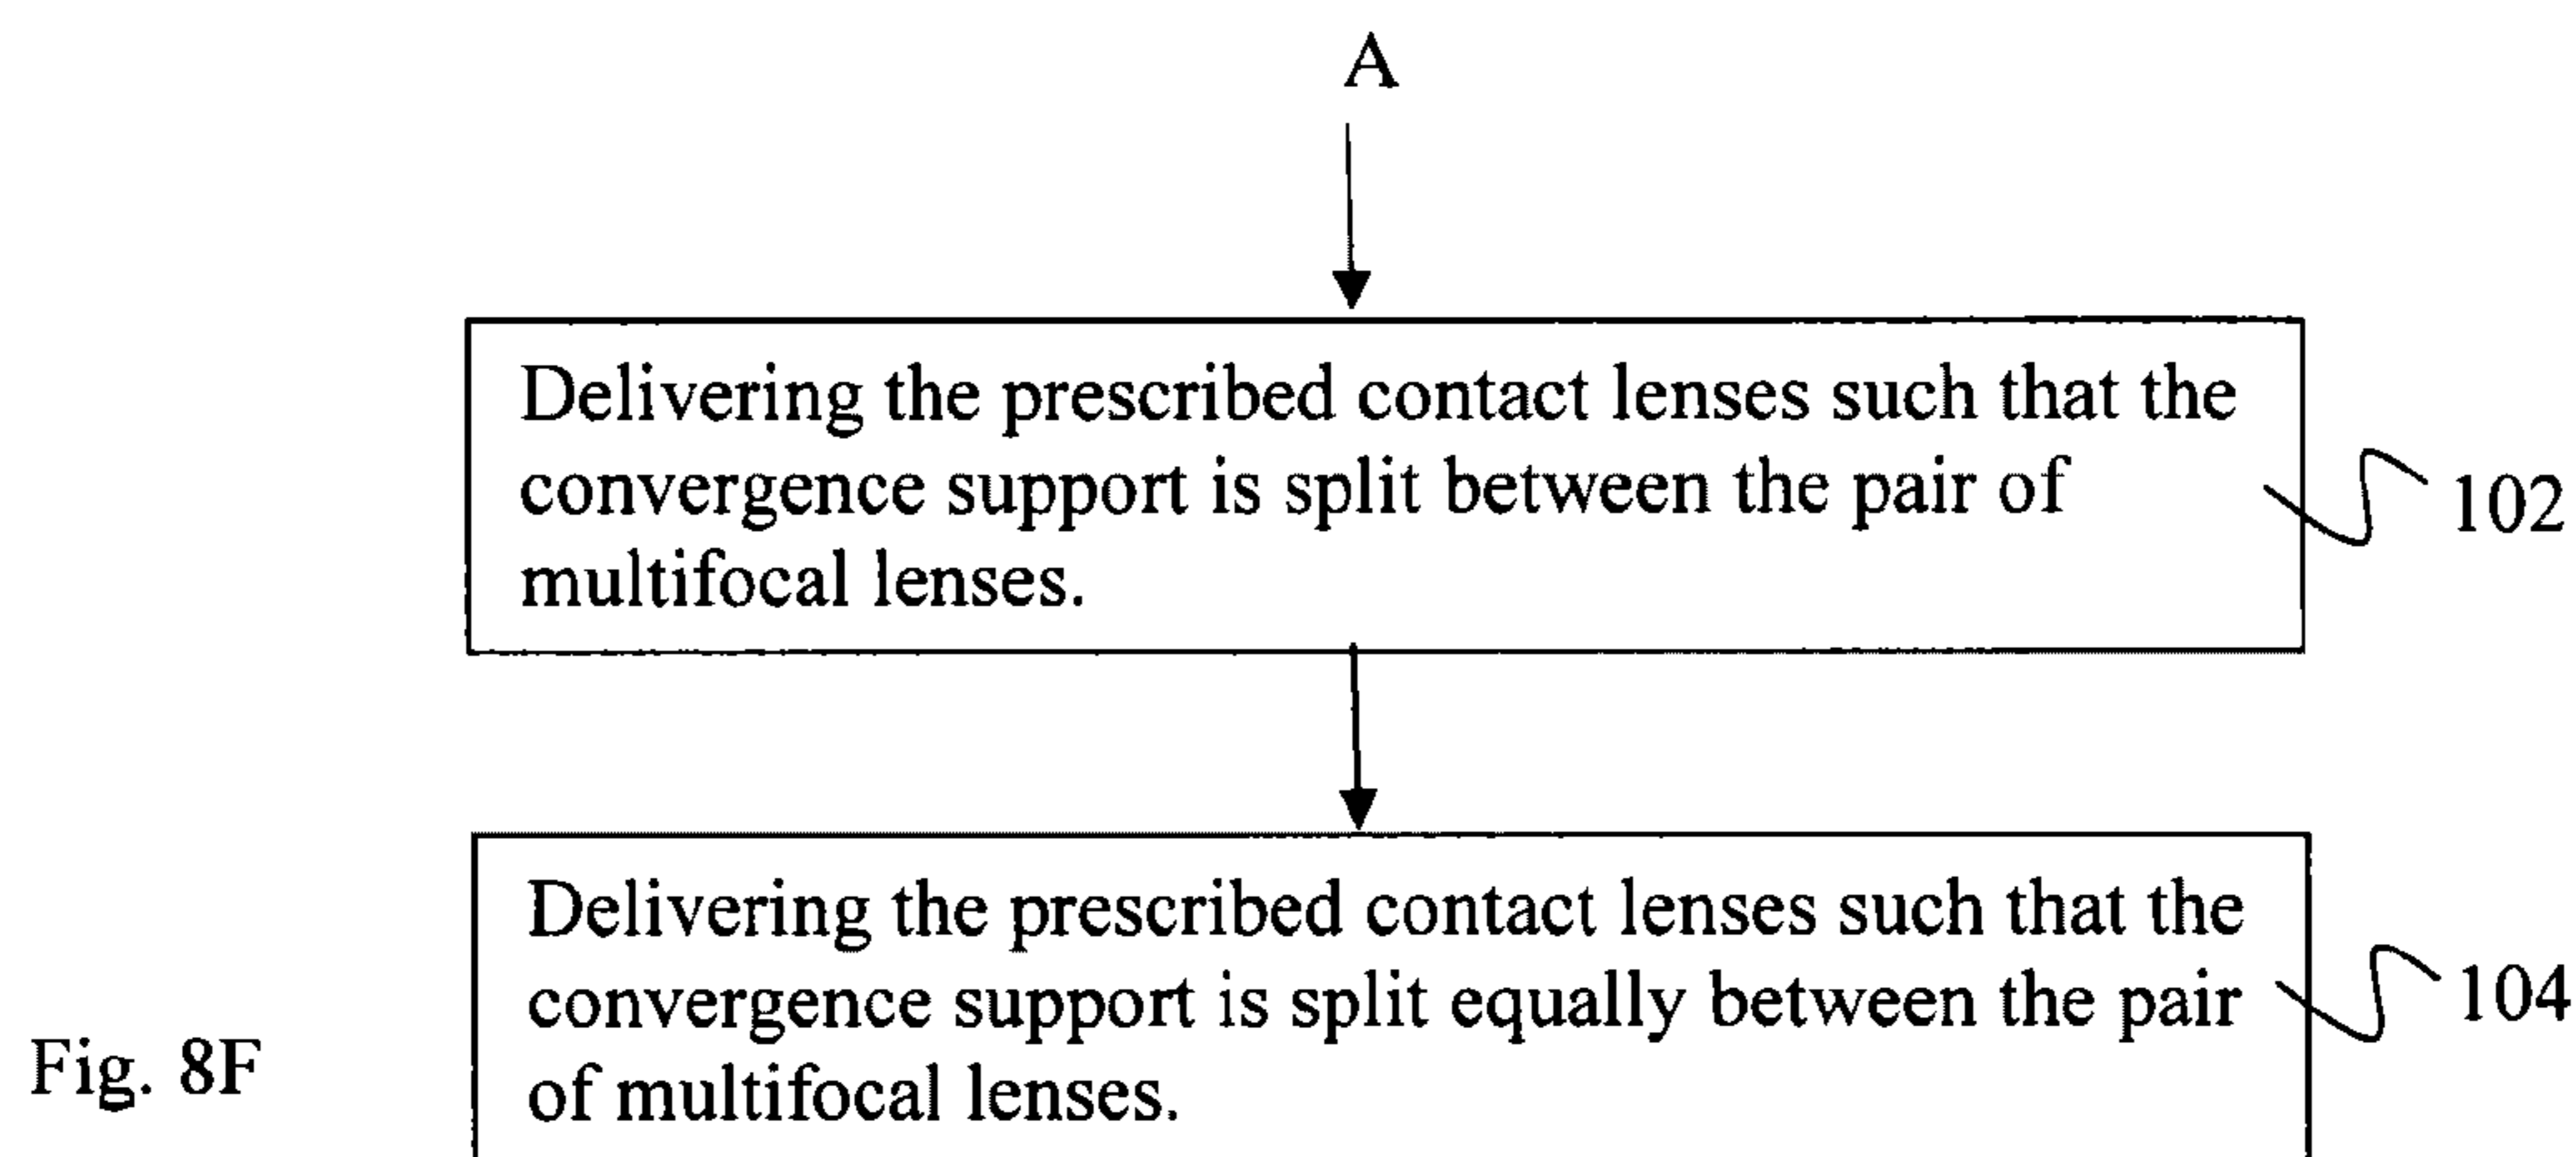 A
Delivering the prescribed contact lenses such that the
convergence support is split between the pair of
multifocal lenses.
102
Delivering the prescribed contact lenses such that the
convergence support is split equally between the pair
of multifocal lenses.
104
Fig. 8F